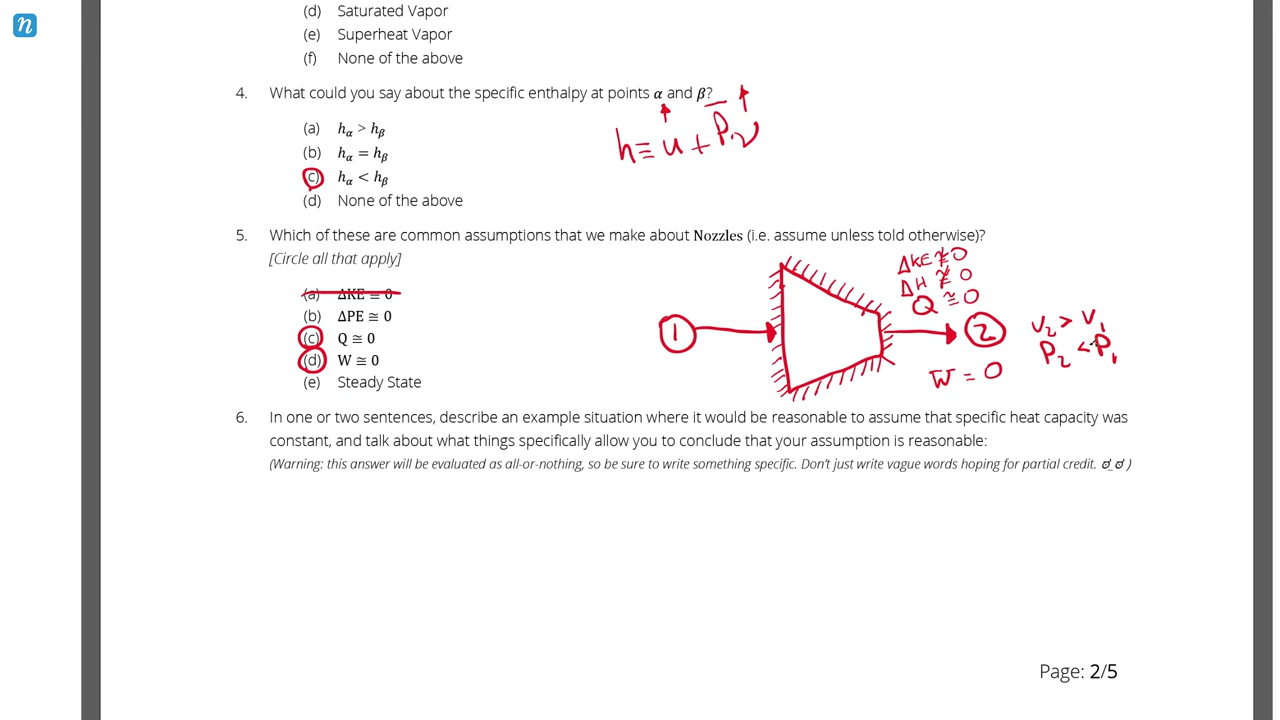 n
(d) Saturated Vapor
(e) Superheat Vapor
(f) None of the above
4. What could you say about the specific enthalpy at points α and β?
(a) hα > hβ
(b) hα = hβ
(c) hα < hβ
(d) None of the above
h ≡ u + P.v
5. Which of these are common assumptions that we make about Nozzles (i.e. assume unless told otherwise)?
[Circle all that apply]
(a) ΔKE ≅ 0
(b) ΔPE ≅ 0
(c) Q ≅ 0
(d) W ≅ 0
(e) Steady State
1
ΔKE ≇ 0
ΔH ≇ 0
Q ≅ 0
2
W = 0
V₂ > V₁
P₂ < P₁
6. In one or two sentences, describe an example situation where it would be reasonable to assume that specific heat capacity was
constant, and talk about what things specifically allow you to conclude that your assumption is reasonable:
(Warning: this answer will be evaluated as all-or-nothing, so be sure to write something specific. Don't just write vague words hoping for partial credit. ಠ_ಠ )
Page: 2/5